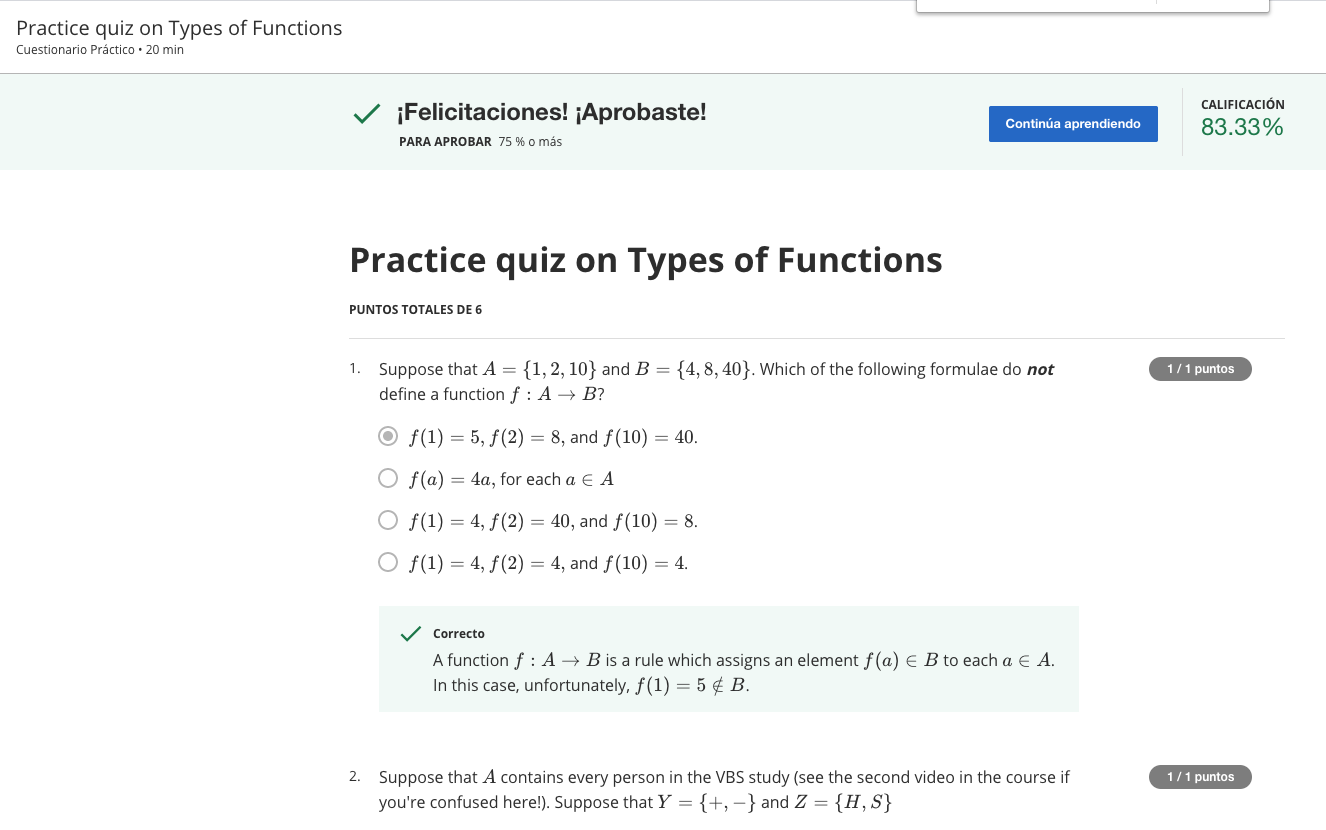 Practice quiz on Types of Functions
Cuestionario Práctico • 20 min
¡Felicitaciones! ¡Aprobaste!
PARA APROBAR 75 % o más
Continúa aprendiendo
CALIFICACIÓN
83.33%
Practice quiz on Types of Functions
PUNTOS TOTALES DE 6
1. Suppose that A = {1, 2, 10} and B = {4, 8, 40}. Which of the following formulae do not
define a function f : A → B?
1 / 1 puntos
f(1) = 5, f(2) = 8, and f(10) = 40.
f(a) = 4a, for each a ∈ A
f(1) = 4, f(2) = 40, and f(10) = 8.
f(1) = 4, f(2) = 4, and f(10) = 4.
Correcto
A function f : A → B is a rule which assigns an element f(a) ∈ B to each a ∈ A.
In this case, unfortunately, f(1) = 5 ∉ B.
2. Suppose that A contains every person in the VBS study (see the second video in the course if
you're confused here!). Suppose that Y = {+, −} and Z = {H, S}
1 / 1 puntos